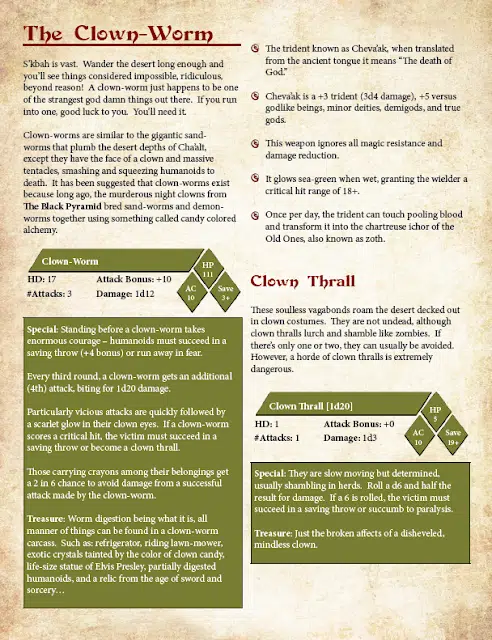 The Clown-Worm
S'kbah is vast. Wander the desert long enough and
you'll see things considered impossible, ridiculous,
beyond reason! A clown-worm just happens to be one
of the strangest god damn things out there. If you run
into one, good luck to you. You'll need it.
Clown-worms are similar to the gigantic sand-
worms that plumb the desert depths of Cha'alt,
except they have the face of a clown and massive
tentacles, smashing and squeezing humanoids to
death. It has been suggested that clown-worms exist
because long ago, the murderous night clowns from
The Black Pyramid bred sand-worms and demon-
worms together using something called candy colored
alchemy.
Clown-Worm
HP
111
HD: 17 Attack Bonus: +10
AC
10
Save
3+
#Attacks: 3 Damage: 1d12
Special: Standing before a clown-worm takes
enormous courage – humanoids must succeed in a
saving throw (+4 bonus) or run away in fear.
Every third round, a clown-worm gets an additional
(4th) attack, biting for 1d20 damage.
Particularly vicious attacks are quickly followed by
a scarlet glow in their clown eyes. If a clown-worm
scores a critical hit, the victim must succeed in a
saving throw or become a clown thrall.
Those carrying crayons among their belongings get
a 2 in 6 chance to avoid damage from a successful
attack made by the clown-worm.
Treasure: Worm digestion being what it is, all
manner of things can be found in a clown-worm
carcass. Such as: refrigerator, riding lawn-mower,
exotic crystals tainted by the color of clown candy,
life-size statue of Elvis Presley, partially digested
humanoids, and a relic from the age of sword and
sorcery…
The trident known as Cheva'ak, when translated
from the ancient tongue it means "The death of
God."
Cheva'ak is a +3 trident (3d4 damage), +5 versus
godlike beings, minor deities, demigods, and true
gods.
This weapon ignores all magic resistance and
damage reduction.
It glows sea-green when wet, granting the wielder a
critical hit range of 18+.
Once per day, the trident can touch pooling blood
and transform it into the chartreuse ichor of the
Old Ones, also known as zoth.
Clown Thrall
These soulless vagabonds roam the desert decked out
in clown costumes. They are not undead, although
clown thralls lurch and shamble like zombies. If
there's only one or two, they can usually be avoided.
However, a horde of clown thralls is extremely
dangerous.
Clown Thrall [1d20]
HP
5
HD: 1 Attack Bonus: +0
AC
10
Save
19+
#Attacks: 1 Damage: 1d3
Special: They are slow moving but determined,
usually shambling in herds. Roll a d6 and half the
result for damage. If a 6 is rolled, the victim must
succeed in a saving throw or succumb to paralysis.
Treasure: Just the broken affects of a disheveled,
mindless clown.